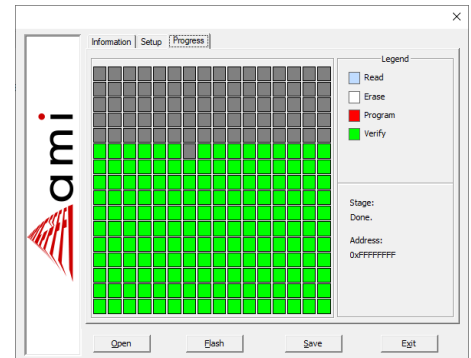 ami
Information
Setup
Progress
Legend
Read
Erase
Program
Verify
Stage:
Done.
Address:
0xFFFFFFFF
Open
Flash
Save
Exit